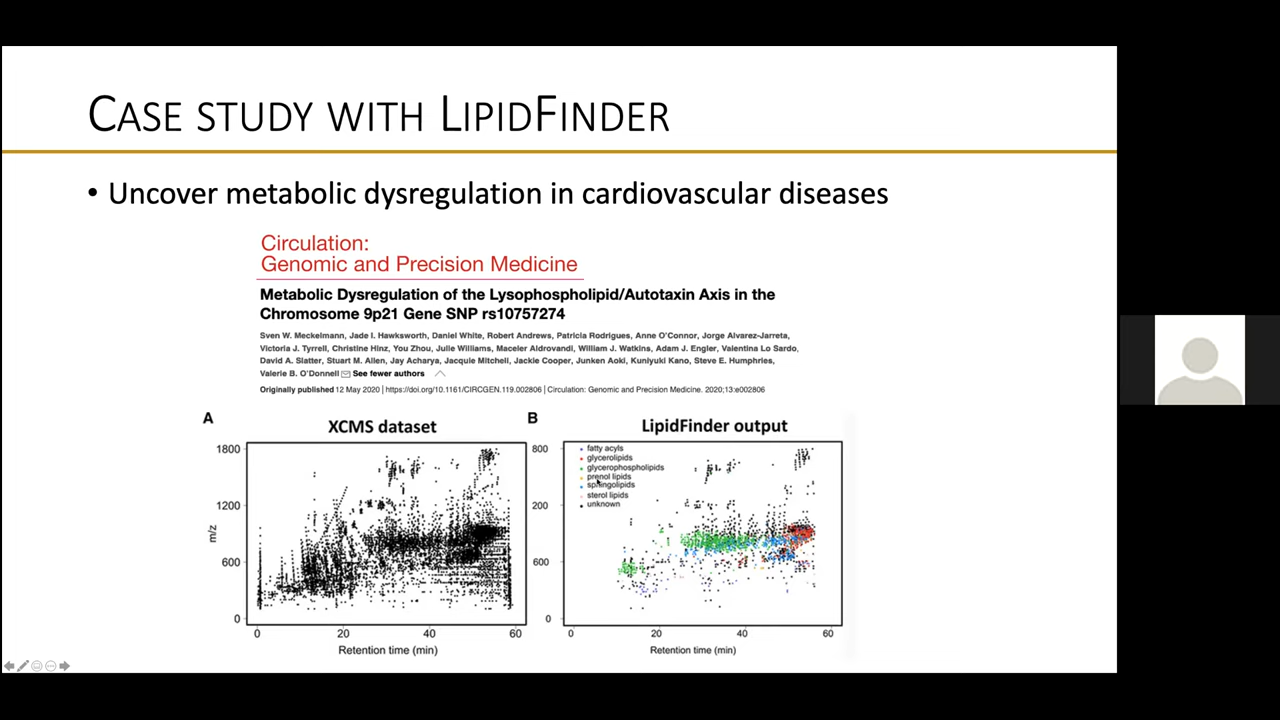 CASE STUDY WITH LIPIDFINDER
• Uncover metabolic dysregulation in cardiovascular diseases
Circulation:
Genomic and Precision Medicine
Metabolic Dysregulation of the Lysophospholipid/Autotaxin Axis in the
Chromosome 9p21 Gene SNP rs10757274
Sven W. Meckelmann, Jade I. Hawksworth, Daniel White, Robert Andrews, Patricia Rodrigues, Anne O'Connor, Jorge Alvarez-Jarreta,
Victoria J. Tyrrell, Christine Hinz, You Zhou, Julie Williams, Maceler Aldrovandi, William J. Watkins, Adam J. Engler, Valentina Lo Sardo,
David A. Slatter, Stuart M. Allen, Jay Acharya, Jacquie Mitchell, Jackie Cooper, Junken Aoki, Kuniyuki Kano, Steve E. Humphries,
Valerie B. O'Donnell See fewer authors
Originally published 12 May 2020 | https://doi.org/10.1161/CIRCGEN.119.002806 | Circulation: Genomic and Precision Medicine. 2020;13:e002806
A
XCMS dataset
1800
1200
600
0
m/z
0 20 40 60
Retention time (min)
B
LipidFinder output
800
200
600
0
fatty acyls
glycerolipids
glycerophospholipids
prenol lipids
sphingolipids
sterol lipids
unknown
0 20 40 60
Retention time (min)